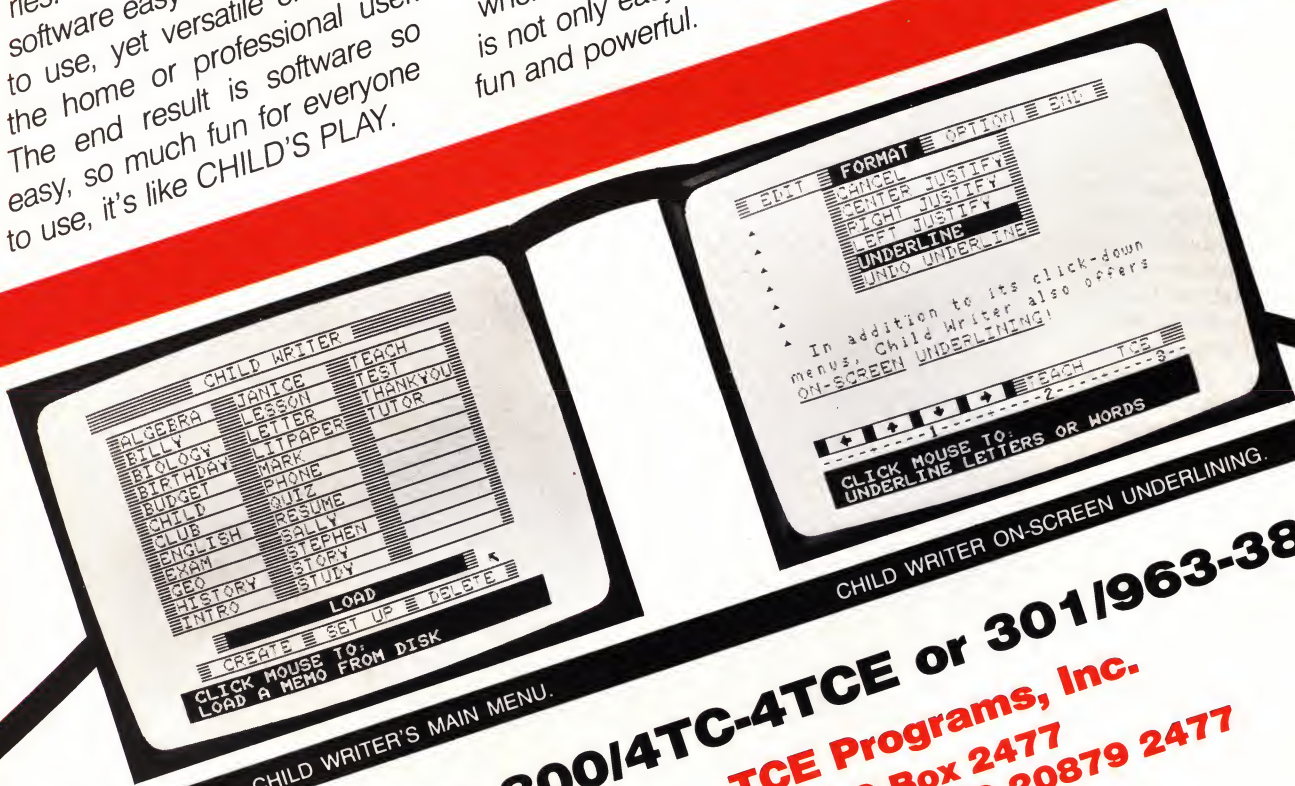 software easy
to use, yet versatile
the home or professional user.
The end result is software so
easy, so much fun for everyone
to use, it's like CHILD'S PLAY.
is not only easy
fun and powerful.
CHILD WRITER
ALGEBRA JANICE TEACH
BILLY LESSON TEST
BIOLOGY LETTER THANKYOU
BIRTHDAY LITPAPER TUTOR
BUDGET MARK
CHILD PHONE
CLUB QUIZ
ENGLISH RESUME
EXAM SALLY
GEO STEPHEN
HISTORY STORY
INTRO STUDY
LOAD
CREATE SET UP DELETE
CLICK MOUSE TO:
LOAD A MEMO FROM DISK
CHILD WRITER'S MAIN MENU.
EDIT FORMAT OPTION END
CANCEL
CENTER JUSTIFY
RIGHT JUSTIFY
LEFT JUSTIFY
UNDERLINE
UNDO UNDERLINE
In addition to its click-down
menus, Child Writer also offers
ON-SCREEN UNDERLINING!
TEACH TCE
-----1---------2---------3--
CLICK MOUSE TO:
UNDERLINE LETTERS OR WORDS
CHILD WRITER ON-SCREEN UNDERLINING.
800/4TC-4TCE or 301/963-38
TCE Programs, Inc.
Box 2477
20879 2477